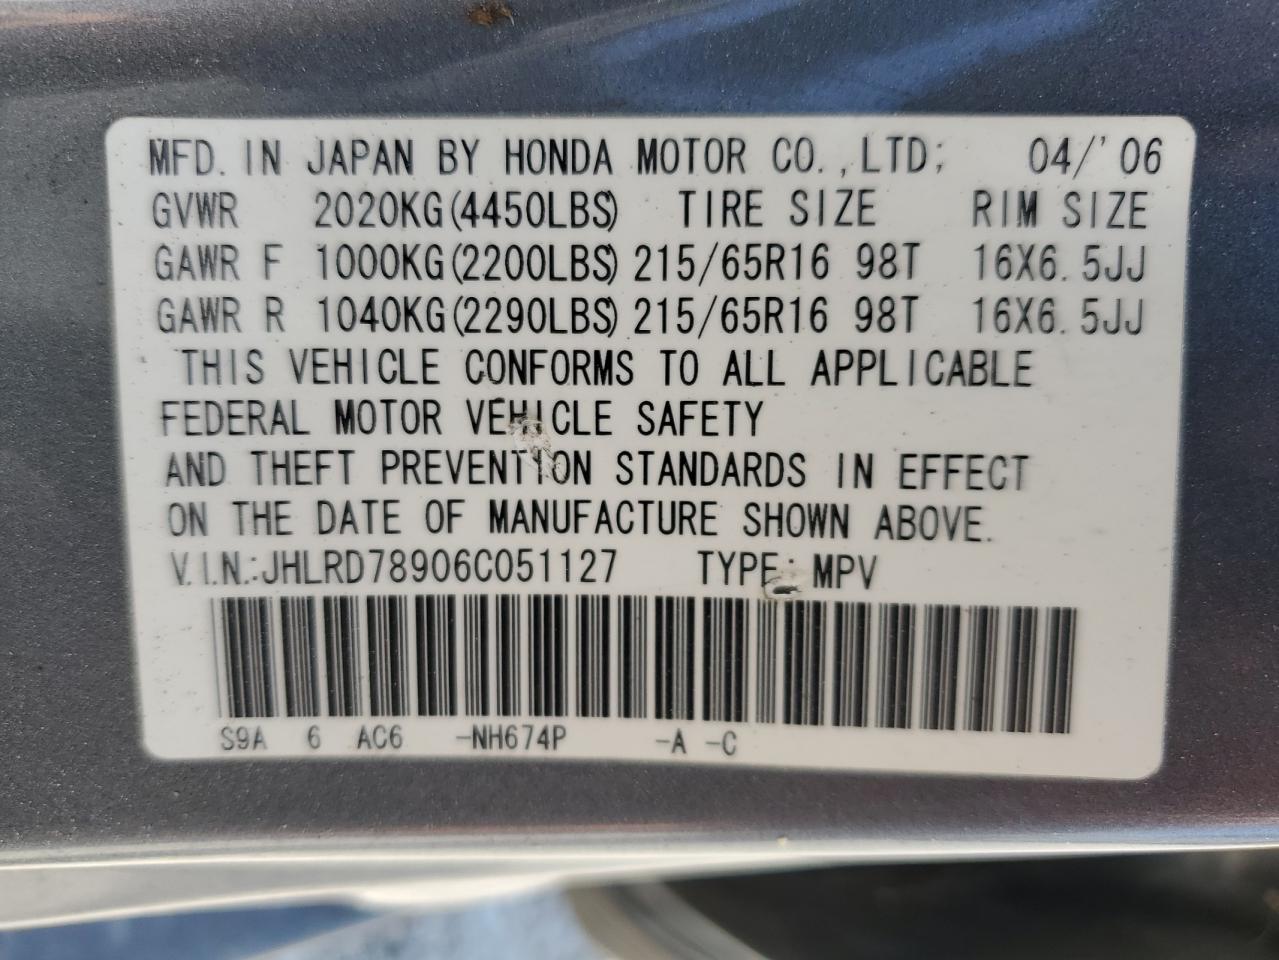 MFD. IN JAPAN BY HONDA MOTOR CO.,LTD; 04/'06
GVWR 2020KG(4450LBS) TIRE SIZE RIM SIZE
GAWR F 1000KG(2200LBS) 215/65R16 98T 16X6.5JJ
GAWR R 1040KG(2290LBS) 215/65R16 98T 16X6.5JJ
THIS VEHICLE CONFORMS TO ALL APPLICABLE
FEDERAL MOTOR VEHICLE SAFETY
AND THEFT PREVENTION STANDARDS IN EFFECT
ON THE DATE OF MANUFACTURE SHOWN ABOVE.
V.I.N.:JHLRD78906C051127 TYPE: MPV
S9A 6 AC6 -NH674P -A -C